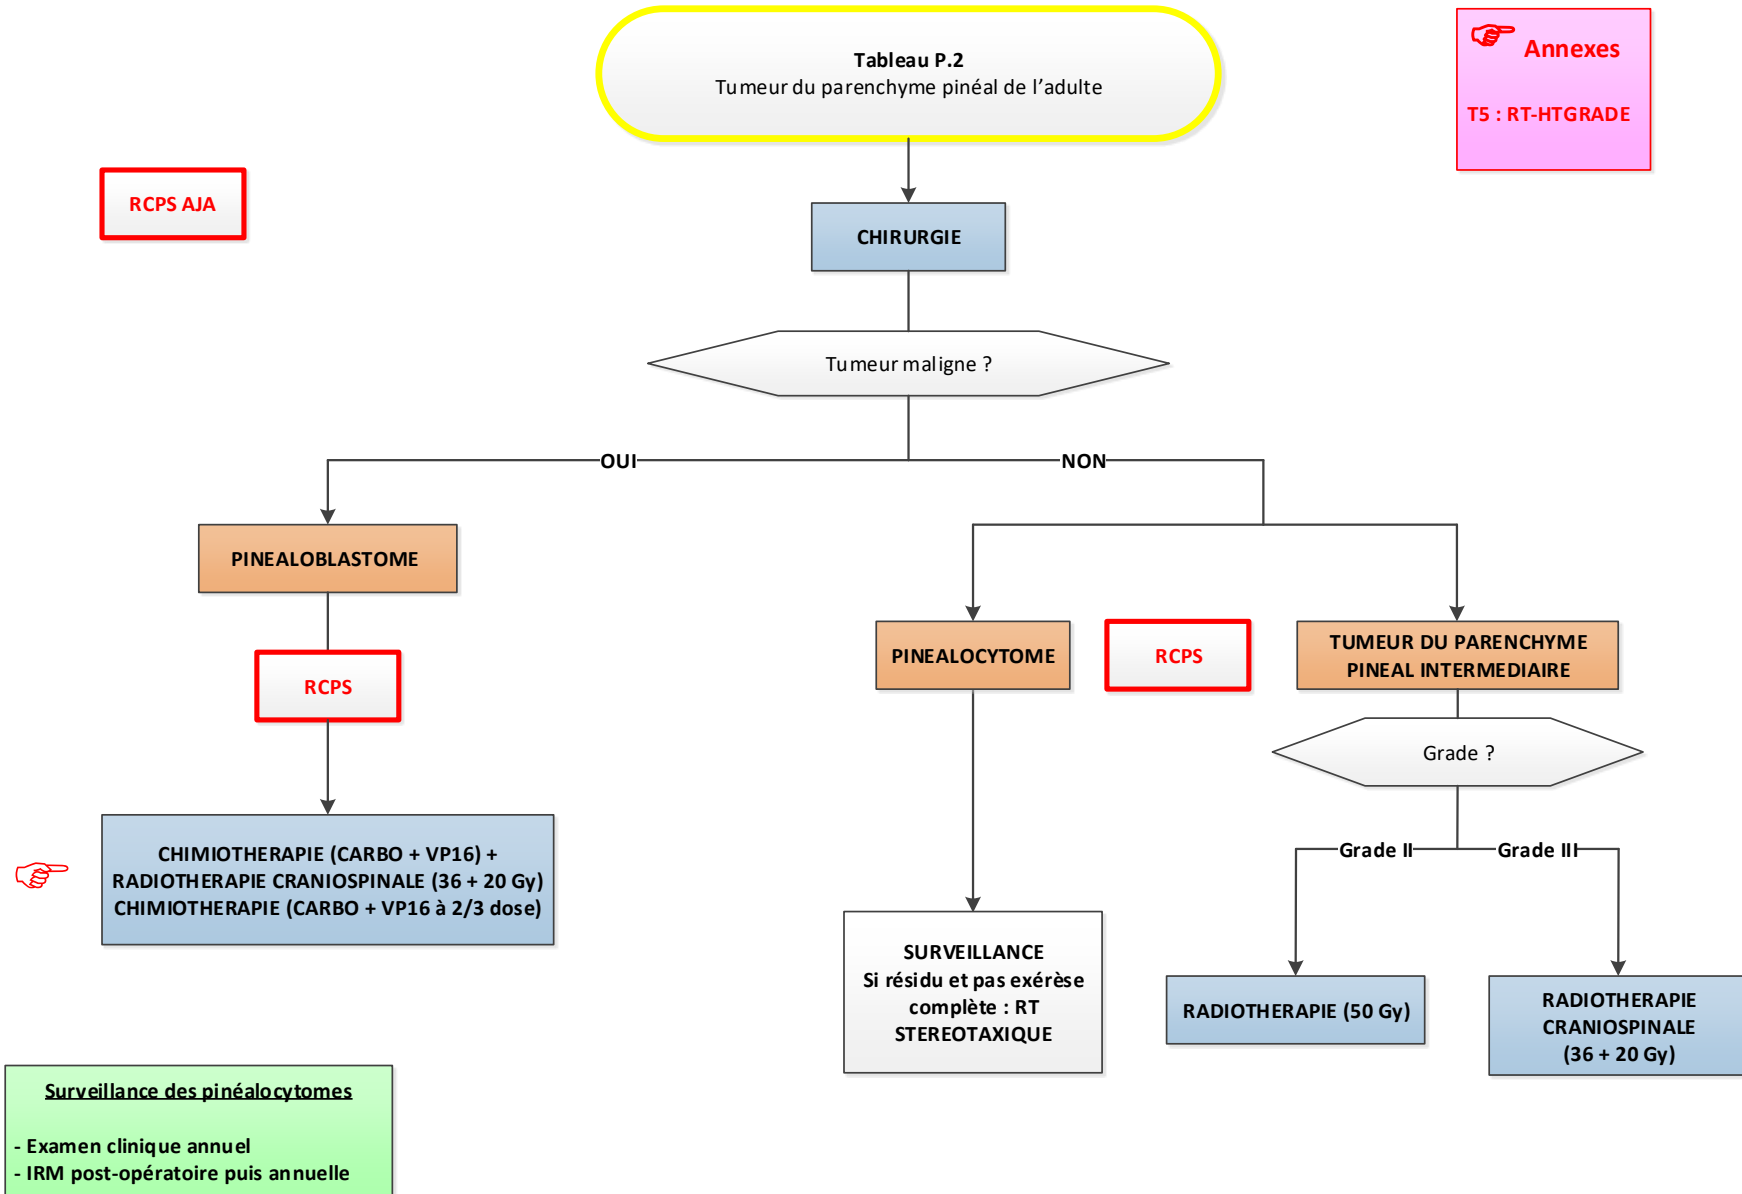 Tableau P.2
Tumeur du parenchyme pinéal de l'adulte
Annexes
T5 : RT-HTGRADE
RCPS AJA
CHIRURGIE
Tumeur maligne ?
OUI
NON
PINEALOBLASTOME
PINEALOCYTOME
RCPS
TUMEUR DU PARENCHYME
PINEAL INTERMEDIAIRE
RCPS
Grade ?
CHIMIOTHERAPIE (CARBO + VP16) +
RADIOTHERAPIE CRANIOSPINALE (36 + 20 Gy)
CHIMIOTHERAPIE (CARBO + VP16 à 2/3 dose)
Grade II
Grade III
SURVEILLANCE
Si résidu et pas exérèse
complète : RT
STEREOTAXIQUE
RADIOTHERAPIE (50 Gy)
RADIOTHERAPIE
CRANIOSPINALE
(36 + 20 Gy)
Surveillance des pinéalocytomes
- Examen clinique annuel
- IRM post-opératoire puis annuelle